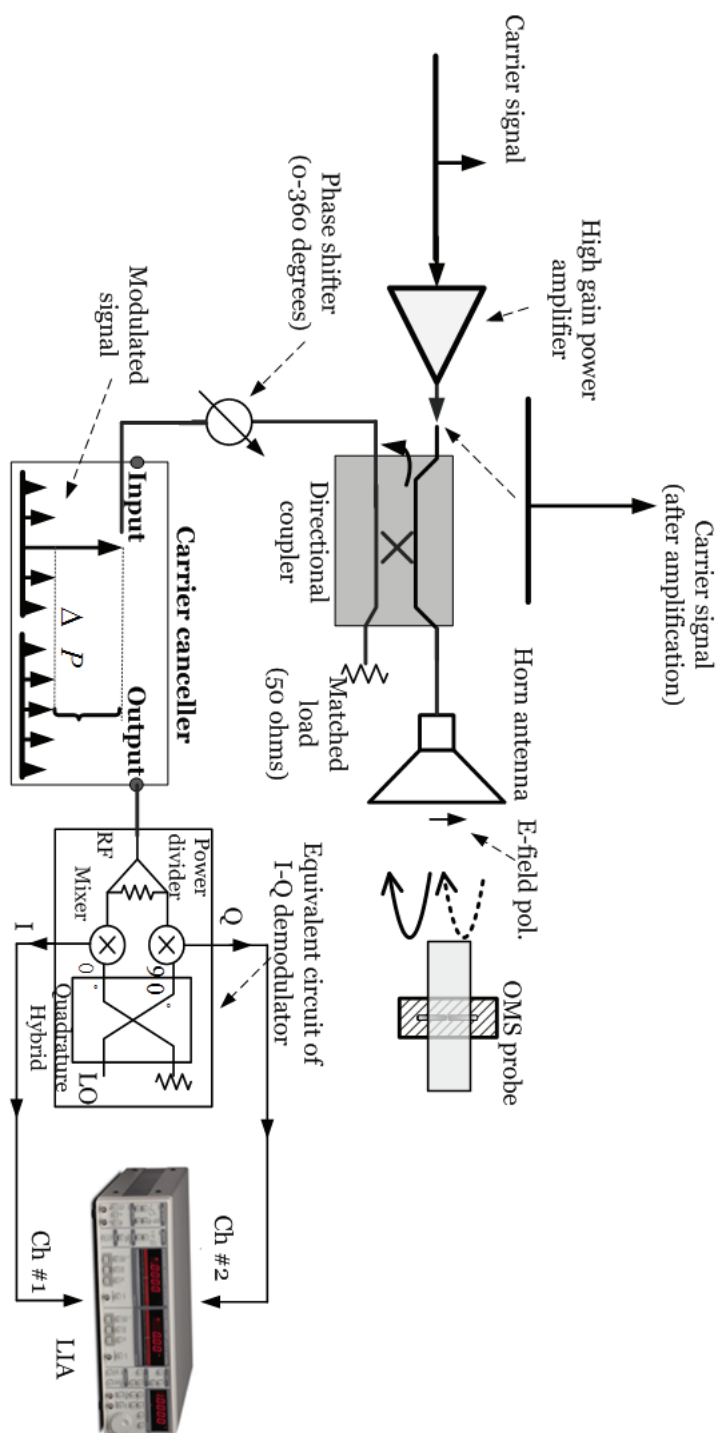 Carrier signal
High gain power
amplifier
Carrier signal
(after amplification)
Phase shifter
(0-360 degrees)
Directional
coupler
Matched
load
(50 ohms)
Horn antenna
E-field pol.
OMS probe
Modulated
signal
Carrier canceller
Input
Output
Δ P
Equivalent circuit of
I-Q demodulator
Power
divider
RF
Mixer
Q
I
90°
0°
Quadrature
Hybrid
LO
Ch #2
Ch #1
LIA